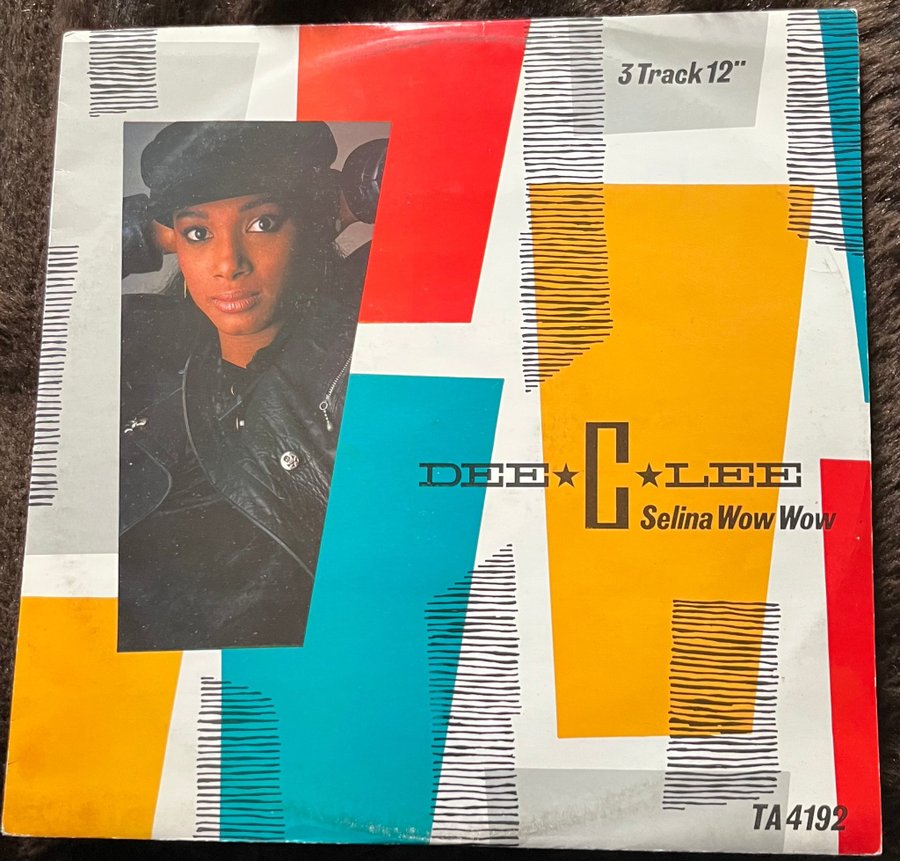 3 Track 12"
DEE★C★LEE
Selina Wow Wow
TA 4192